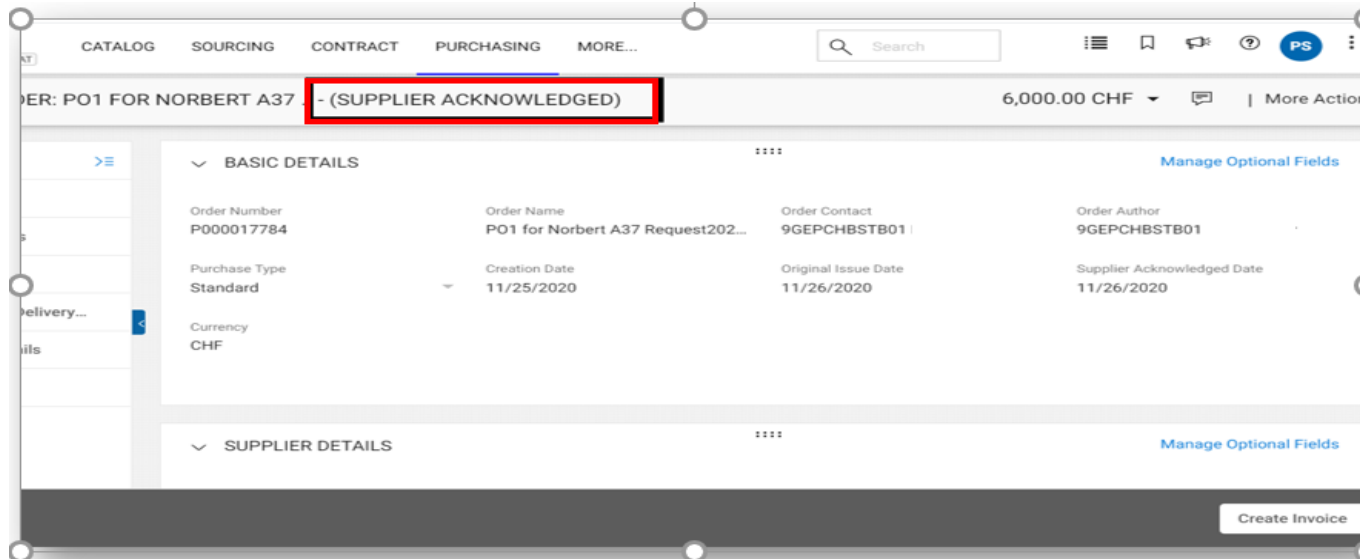 CATALOG SOURCING CONTRACT PURCHASING MORE... Search PS
DER: PO1 FOR NORBERT A37 ... - (SUPPLIER ACKNOWLEDGED) 6,000.00 CHF | More Action
BASIC DETAILS Manage Optional Fields
Order Number Order Name Order Contact Order Author
P000017784 PO1 for Norbert A37 Request202... 9GEPCHBSTB01 9GEPCHBSTB01
Purchase Type Creation Date Original Issue Date Supplier Acknowledged Date
Standard 11/25/2020 11/26/2020 11/26/2020
Delivery...
Currency
ails
CHF
SUPPLIER DETAILS Manage Optional Fields
Create Invoice